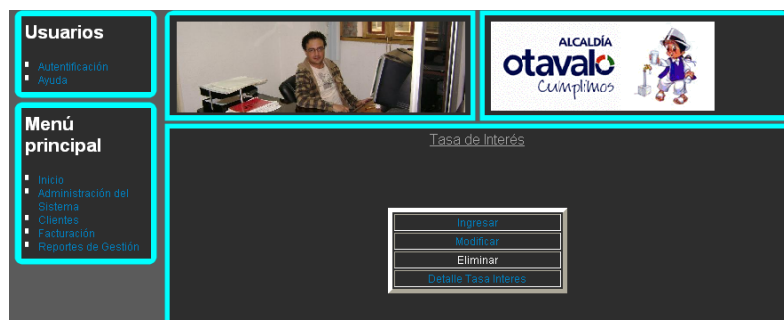 Usuarios
Autentificación
Ayuda
Menú
principal
Inicio
Administración del
Sistema
Clientes
Facturación
Reportes de Gestión
ALCALDÍA
otavalo
Cumplimos
Tasa de Interés
Ingresar
Modificar
Eliminar
Detalle Tasa Interes